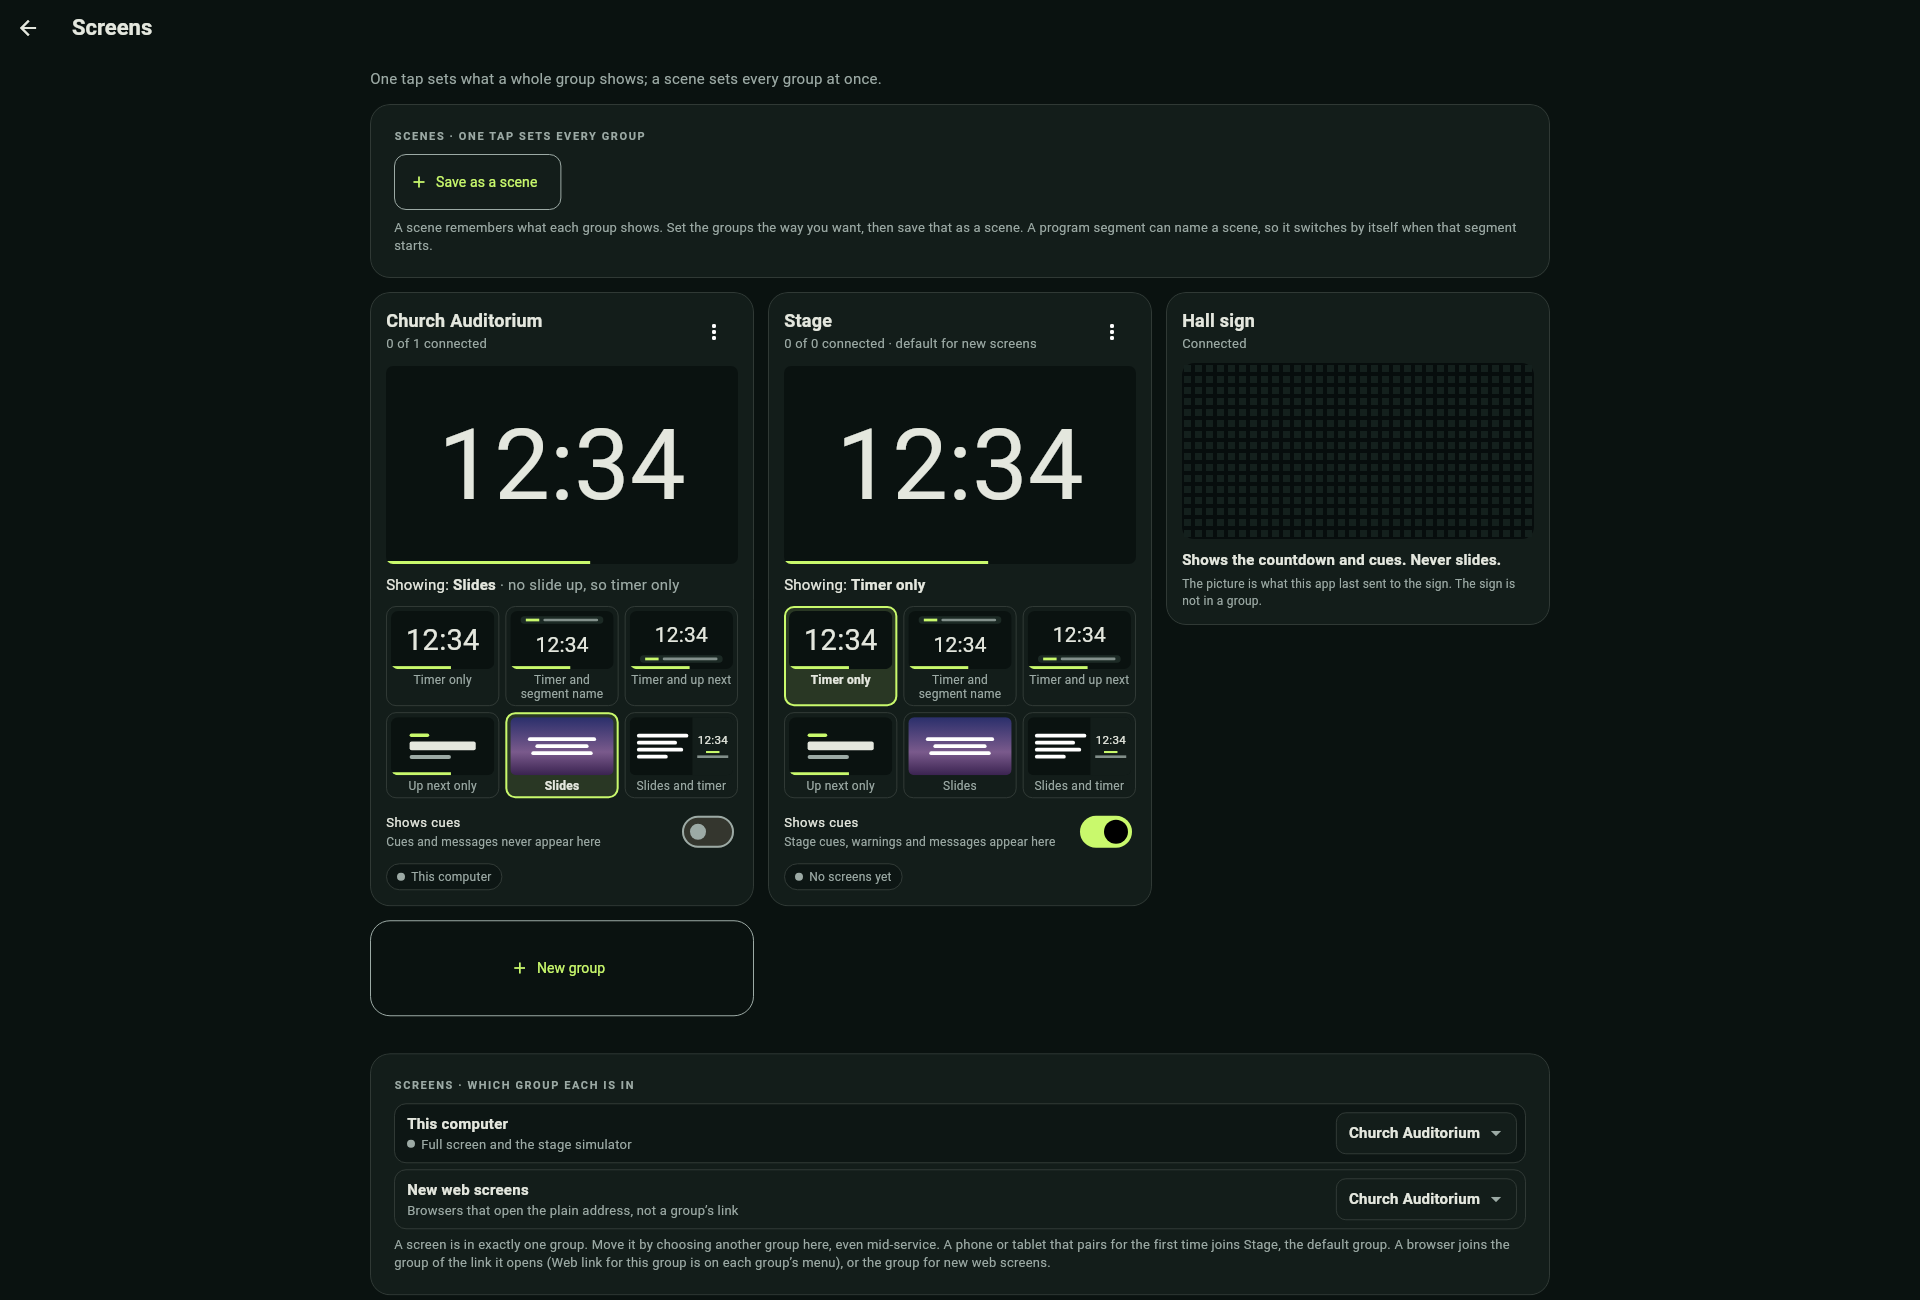 Screens
One tap sets what a whole group shows; a scene sets every group at once.
SCENES · ONE TAP SETS EVERY GROUP
Save as a scene
A scene remembers what each group shows. Set the groups the way you want, then save that as a scene. A program segment can name a scene, so it switches by itself when that segment
starts.
Church Auditorium
0 of 1 connected
12:34
Showing: Slides · no slide up, so timer only
12:34
Timer only
12:34
Timer and
segment name
12:34
Timer and up next
Up next only
Slides
12:34
Slides and timer
Shows cues
Cues and messages never appear here
This computer
Stage
0 of 0 connected · default for new screens
12:34
Showing: Timer only
12:34
Timer only
12:34
Timer and
segment name
12:34
Timer and up next
Up next only
Slides
12:34
Slides and timer
Shows cues
Stage cues, warnings and messages appear here
No screens yet
Hall sign
Connected
Shows the countdown and cues. Never slides.
The picture is what this app last sent to the sign. The sign is
not in a group.
New group
SCREENS · WHICH GROUP EACH IS IN
This computer
Full screen and the stage simulator
Church Auditorium
New web screens
Browsers that open the plain address, not a group’s link
Church Auditorium
A screen is in exactly one group. Move it by choosing another group here, even mid-service. A phone or tablet that pairs for the first time joins Stage, the default group. A browser joins the
group of the link it opens (Web link for this group is on each group’s menu), or the group for new web screens.